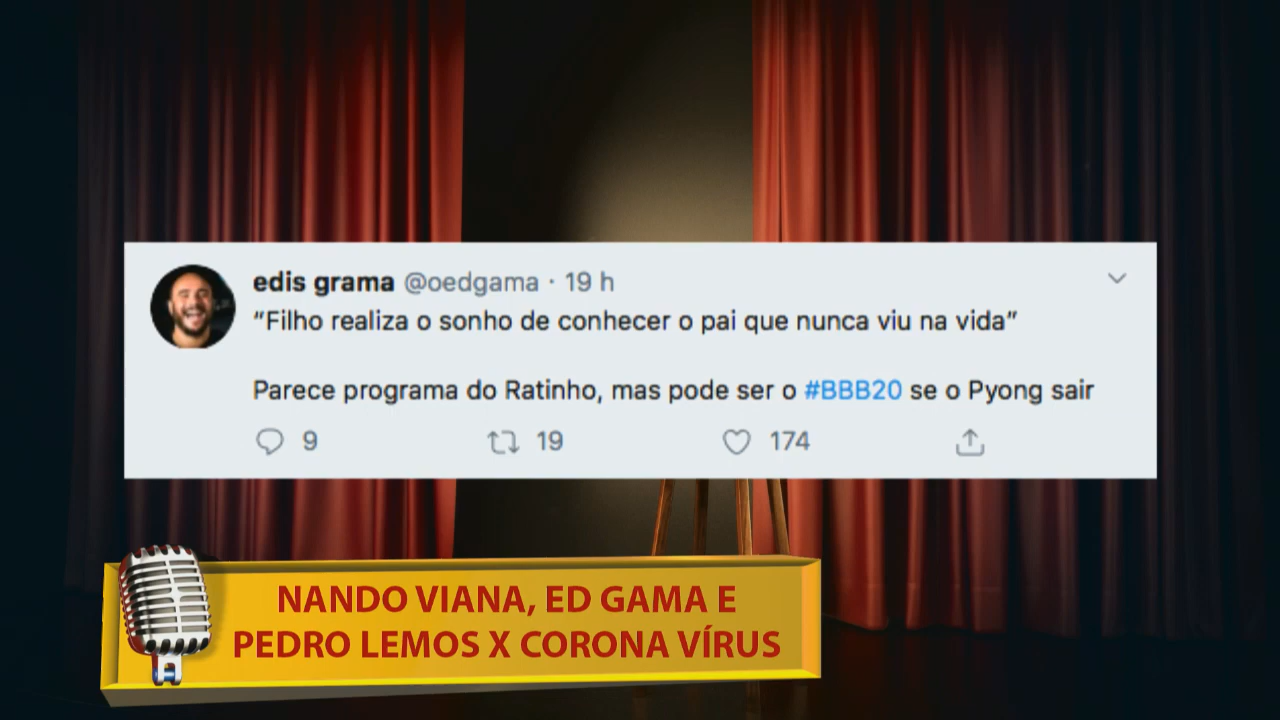 edis grama @oedgama · 19 h
“Filho realiza o sonho de conhecer o pai que nunca viu na vida”
Parece programa do Ratinho, mas pode ser o #BBB20 se o Pyong sair
9 19 174
NANDO VIANA, ED GAMA E
PEDRO LEMOS X CORONA VÍRUS